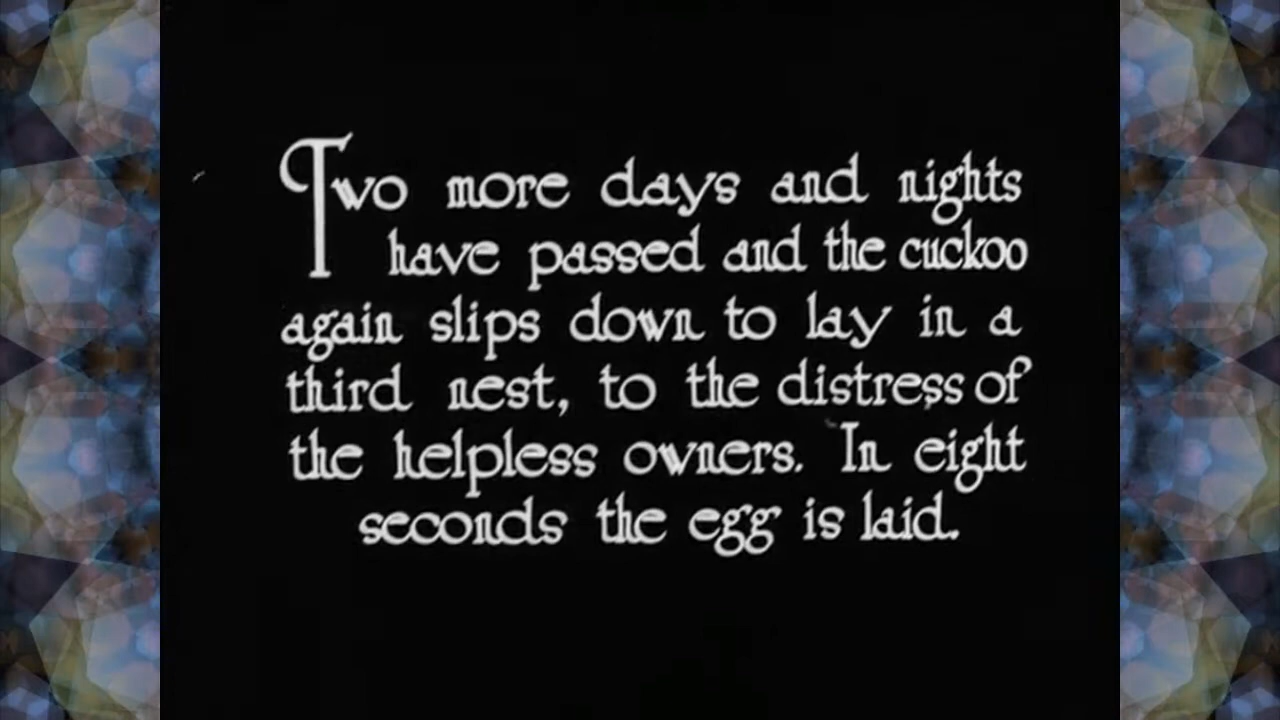 Two more days and nights
have passed and the cuckoo
again slips down to lay in a
third nest, to the distress of
the helpless owners. In eight
seconds the egg is laid.